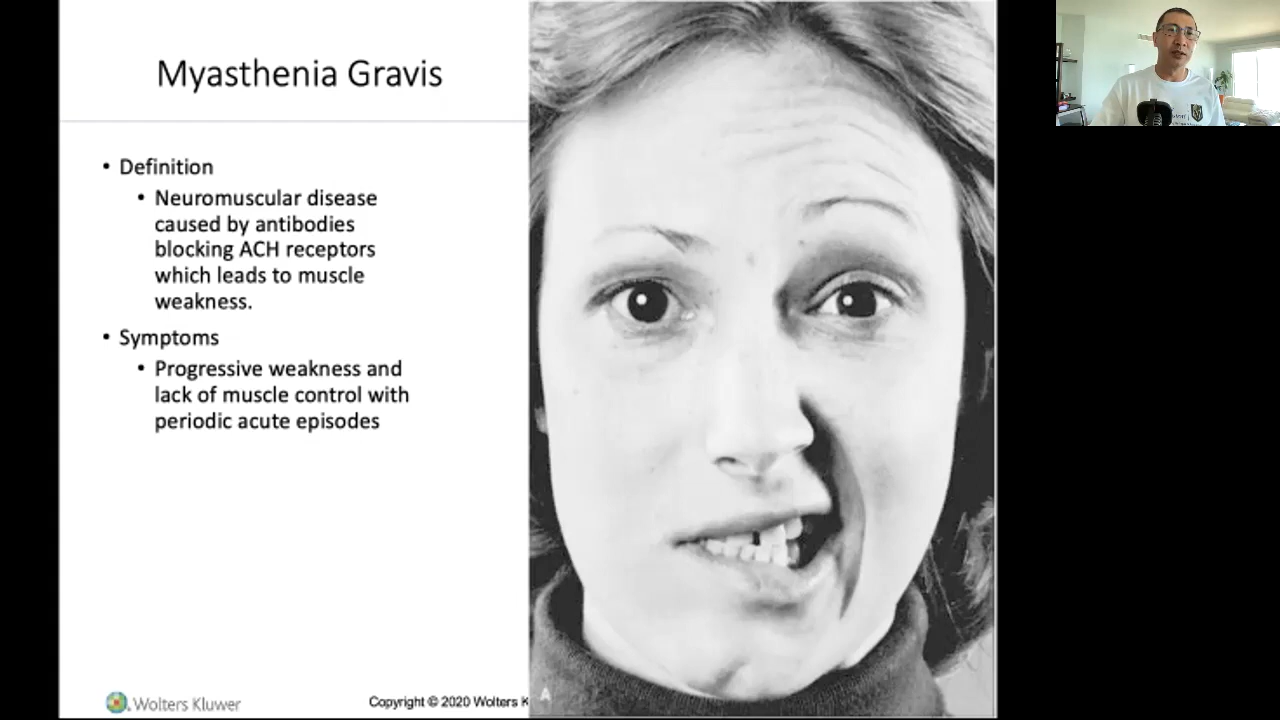 Myasthenia Gravis
• Definition
• Neuromuscular disease
caused by antibodies
blocking ACH receptors
which leads to muscle
weakness.
• Symptoms
• Progressive weakness and
lack of muscle control with
periodic acute episodes
Wolters Kluwer
Copyright © 2020 Wolters K
A